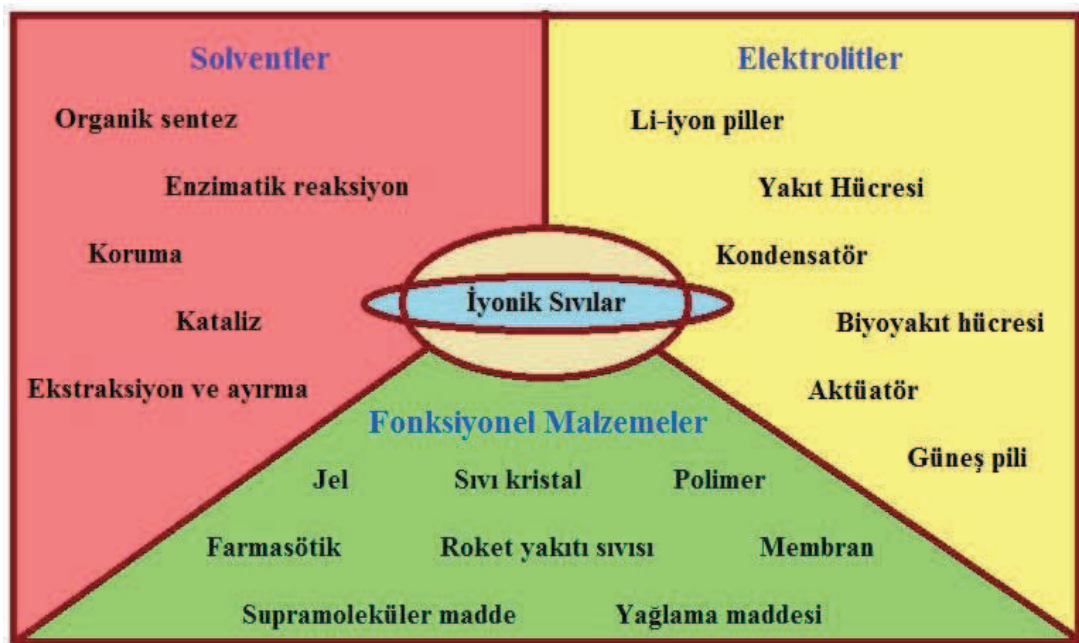 Solventler
Organik sentez
Enzimatik reaksiyon
Koruma
Kataliz
Ekstraksiyon ve ayırma
Elektrolitler
Li-iyon piller
Yakıt Hücresi
Kondensatör
Biyoyakıt hücresi
Aktüatör
Güneş pili
İyonik Sıvılar
Fonksiyonel Malzemeler
Jel Sıvı kristal Polimer
Farmasötik Roket yakıtı sıvısı Membran
Supramoleküler madde Yağlama maddesi